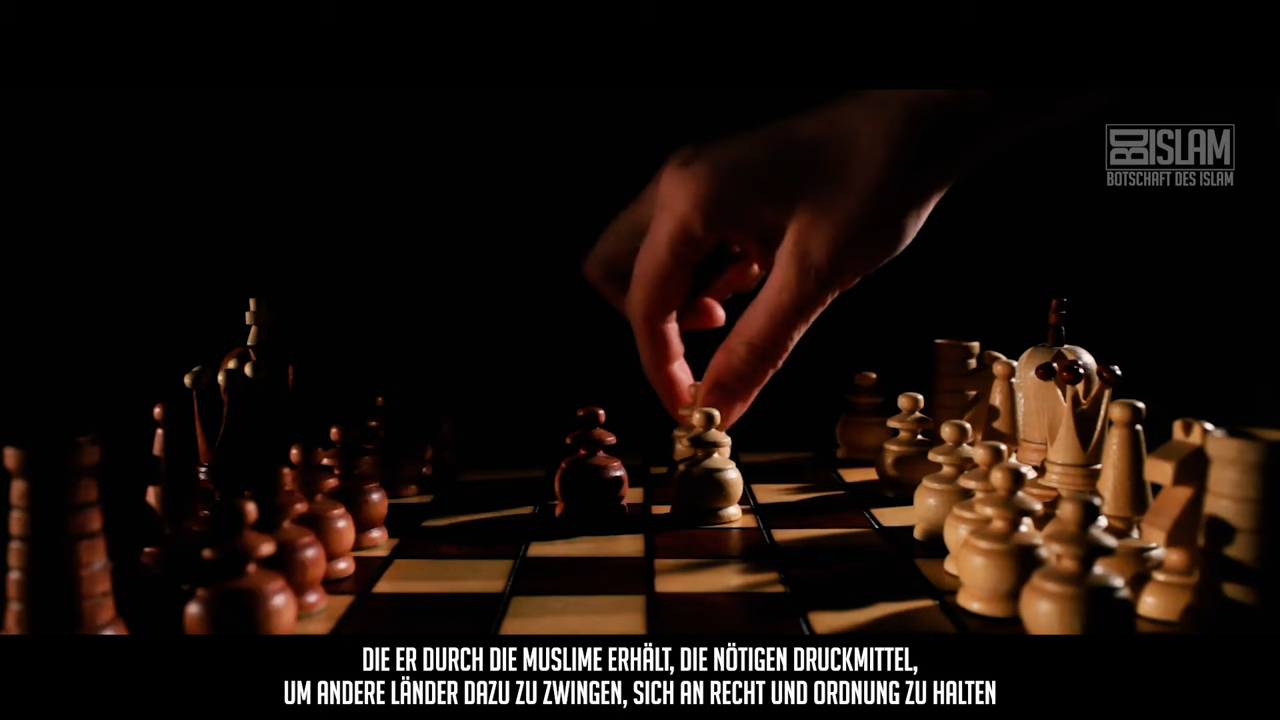 BDISLAM
BOTSCHAFT DES ISLAM
DIE ER DURCH DIE MUSLIME ERHÄLT, DIE NÖTIGEN DRUCKMITTEL,
UM ANDERE LÄNDER DAZU ZU ZWINGEN, SICH AN RECHT UND ORDNUNG ZU HALTEN